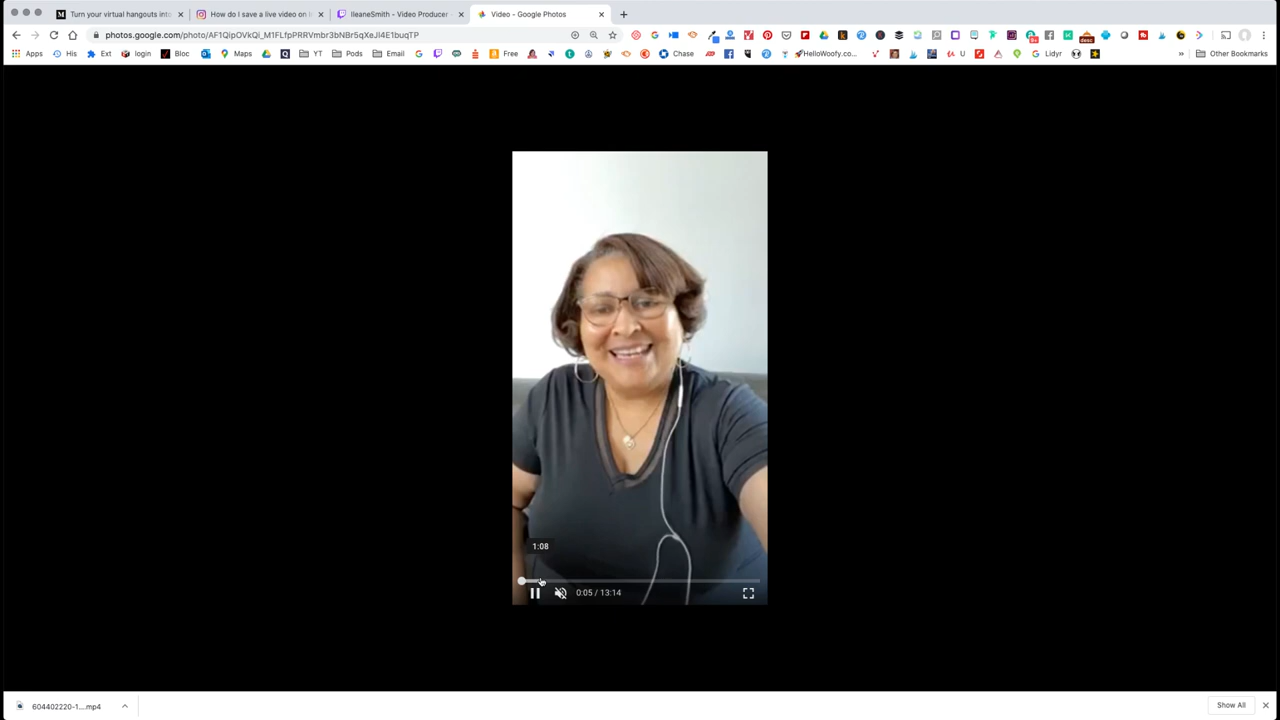 Turn your virtual hangouts into
How do I save a live video on I
IleaneSmith - Video Producer
Video - Google Photos
photos.google.com/photo/AF1QipOVkQi_M1FLfpPRRVmbr3bNBr5qXeJl4E1buqTP
Apps His Ext login Bloc Maps YT Pods Email Free Chase HelloWoofy.co... U Lidyr Other Bookmarks
1:08
0:05 / 13:14
604402220-1....mp4
Show All